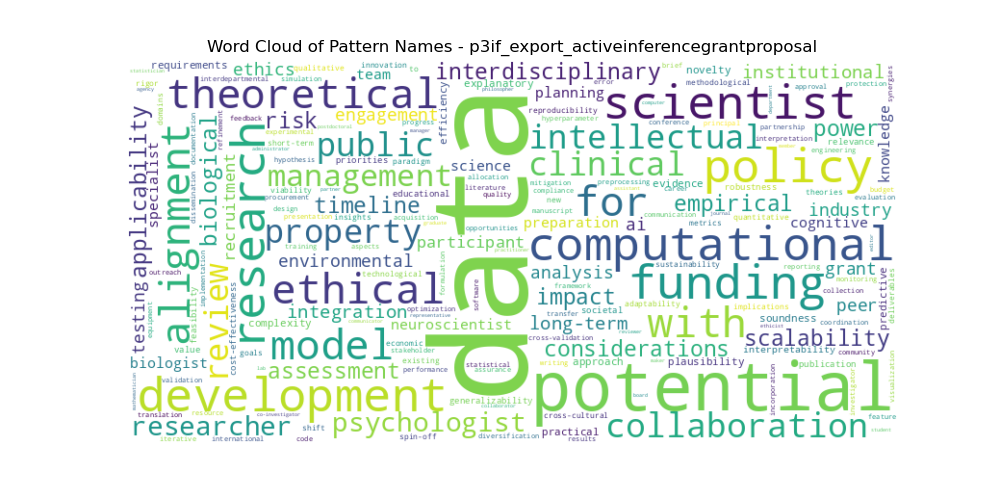 Word Cloud of Pattern Names - p3if_export_activeinferencegrantproposal
requirements
ethics
innovation
to
team
qualitative
interdisciplinary
brief
novelty
institutional
rigor
interdepartmental
simulation
explanatory
error
methodological
approval
protection
synergies
agency
domains
theoretical
planning
scientist
reproducibility
computer
department
feedback
risk
engagement
efficiency
philosopher
hyperparameter
partnership
power
knowledge
experimental
progress
public
intellectual
interpretation
relevance
short-term
administrator
manager
engineering
applicability
specialist
alignment
dissemination
documentation
biological
refinement
research
recruitment
hypothesis
priorities
paradigm
science
clinical
policy
theories
evaluation
management
viability
partner
allocation
mitigation
preprocessing
evidence
career
robustness
budget
procurement
educational
literature
quality
compliance
design
timeline
new
for
empirical
industry
presentation
insights
acquisition
opportunities
manuscript
communication
journal
quantitative
property
preparation
ai
metrics
cognitive
training
aspects
participant
data
computational
editor
testing
review
implementation
environmental
sustainability
reporting
monitoring
outreach
technological
formulation
software
analysis
framework
funding
grant
collection
predictive
deliverables
equipment
feasibility
cost-effectiveness
ethical
impact
adaptability
implications
integration
optimization
representative
transfer
societal
with
soundness
peer
coordination
complexity
neuroscientist
long-term
scalability
value
goals
model
economic
stakeholder
cross-validation
considerations
interpretability
community
visualization
biologist
existing
performance
statistical
approach
plausibility
publication
assessment
assurance
validation
development
generalizability
potential
incorporation
investigator
resource
translation
co-investigator
psychologist
cross-cultural
board
feature
researcher
shift
collaboration
practical
student
iterative
international
code
spin-off
diversification
results